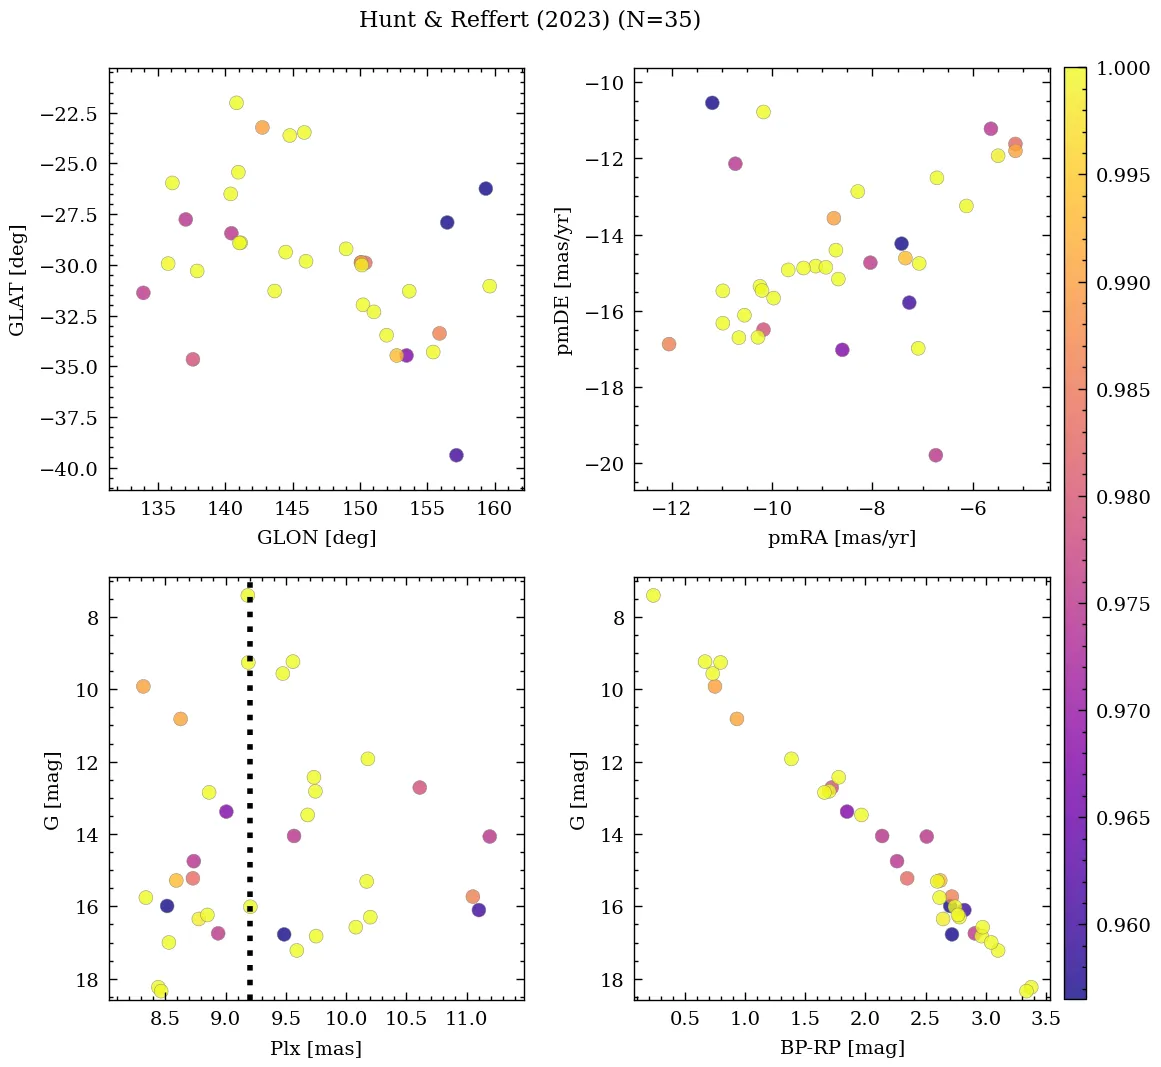 Hunt & Reffert (2023) (N=35)
−22.5
−25.0
−27.5
−30.0
−32.5
−35.0
−37.5
−40.0
GLAT [deg]
135 140 145 150 155 160
GLON [deg]
−10
−12
−14
−16
−18
−20
pmDE [mas/yr]
−12 −10 −8 −6
pmRA [mas/yr]
8
10
12
14
16
18
G [mag]
8.5 9.0 9.5 10.0 10.5 11.0
Plx [mas]
8
10
12
14
16
18
G [mag]
0.5 1.0 1.5 2.0 2.5 3.0 3.5
BP-RP [mag]
1.000
0.995
0.990
0.985
0.980
0.975
0.970
0.965
0.960